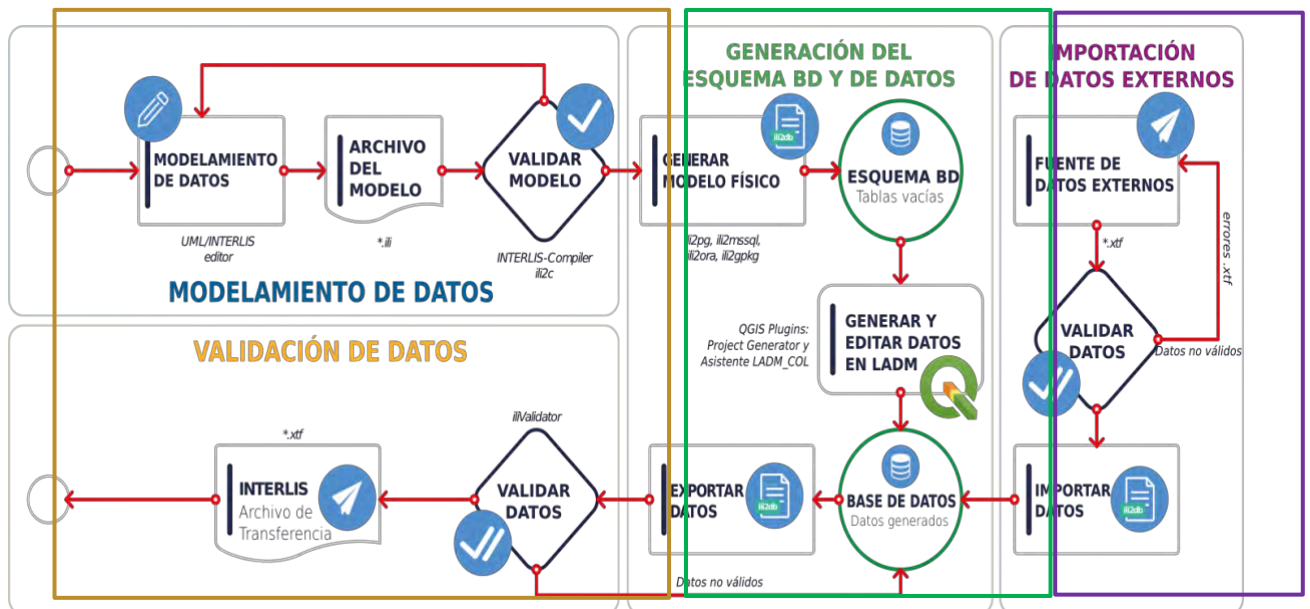 MODELAMIENTO
DE DATOS
UML/INTERLIS
editor
ARCHIVO
DEL
MODELO
*.ili
VALIDAR
MODELO
INTERLIS-Compiler
ili2c
MODELAMIENTO DE DATOS
GENERACIÓN DEL
ESQUEMA BD Y DE DATOS
ili2db
GENERAR
MODELO FÍSICO
ili2pg, ili2mssql,
ili2ora, ili2gpkg
ESQUEMA BD
Tablas vacías
QGIS Plugins:
Project Generator y
Asistente LADM_COL
GENERAR Y
EDITAR DATOS
EN LADM
BASE DE DATOS
Datos generados
EXPORTAR
DATOS
ili2db
Datos no válidos
IMPORTACIÓN
DE DATOS EXTERNOS
FUENTE DE
DATOS EXTERNOS
*.xtf
errores .xtf
VALIDAR
DATOS
Datos no válidos
IMPORTAR
DATOS
ili2db
VALIDACIÓN DE DATOS
iliValidator
VALIDAR
DATOS
*.xtf
INTERLIS
Archivo de
Transferencia